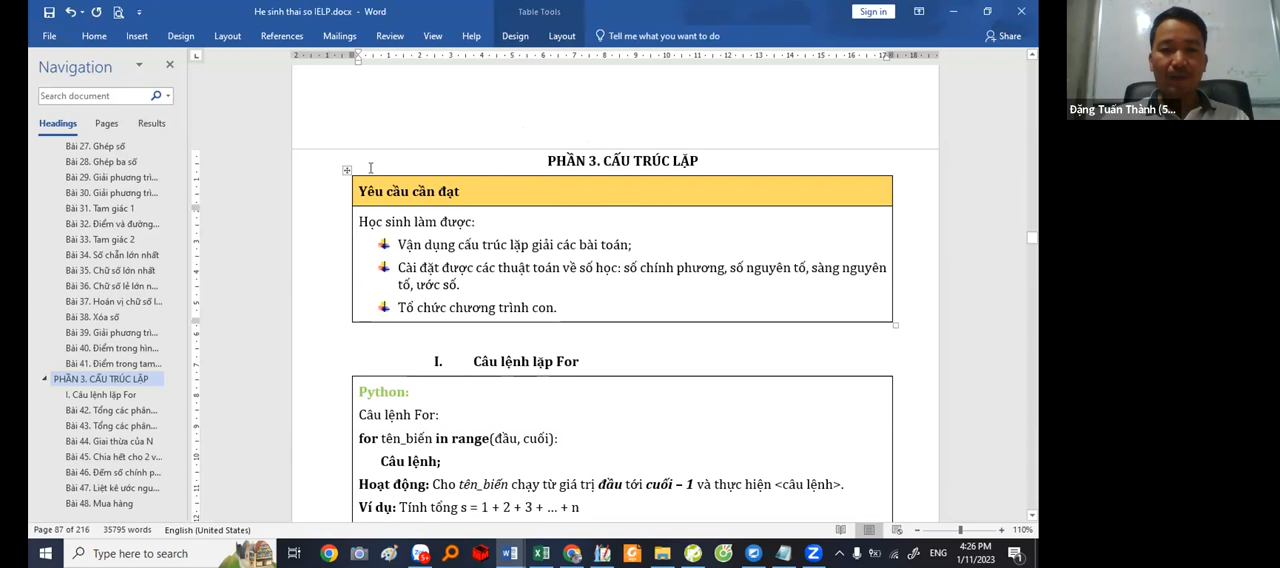 He sinh thai so IELP.docx - Word
Table Tools
Sign in
File
Home
Insert
Design
Layout
References
Mailings
Review
View
Help
Design
Layout
Tell me what you want to do
Share
Đặng Tuấn Thành (5...
Navigation
Search document
Headings
Pages
Results
Bài 27. Ghép số
Bài 28. Ghép ba số
Bài 29. Giải phương trì...
Bài 30. Giải phương trì...
Bài 31. Tam giác 1
Bài 32. Điểm và đường...
Bài 33. Tam giác 2
Bài 34. Số chẵn lớn nhất
Bài 35. Chữ số lớn nhất
Bài 36. Chữ số lẻ lớn n...
Bài 37. Hoán vị chữ số l...
Bài 38. Xóa số
Bài 39. Giải phương trì...
Bài 40. Điểm trong hìn...
Bài 41. Điểm trong tam...
PHẦN 3. CẤU TRÚC LẶP
I. Câu lệnh lặp For
Bài 42. Tổng các phân...
Bài 43. Tổng các phân...
Bài 44. Giai thừa của N
Bài 45. Chia hết cho 2 v...
Bài 46. Đếm số chính p...
Bài 47. Liệt kê ước ngu...
Bài 48. Mua hàng
PHẦN 3. CẤU TRÚC LẶP
Yêu cầu cần đạt
Học sinh làm được:
Vận dụng cấu trúc lặp giải các bài toán;
Cài đặt được các thuật toán về số học: số chính phương, số nguyên tố, sàng nguyên
tố, ước số.
Tổ chức chương trình con.
I. Câu lệnh lặp For
Python:
Câu lệnh For:
for tên_biến in range(đầu, cuối):
Câu lệnh;
Hoạt động: Cho tên_biến chạy từ giá trị đầu tới cuối – 1 và thực hiện <câu lệnh>.
Ví dụ: Tính tổng s = 1 + 2 + 3 + ... + n
Page 87 of 216
35795 words
English (United States)
110%
Type here to search
ENG
4:26 PM
1/11/2023